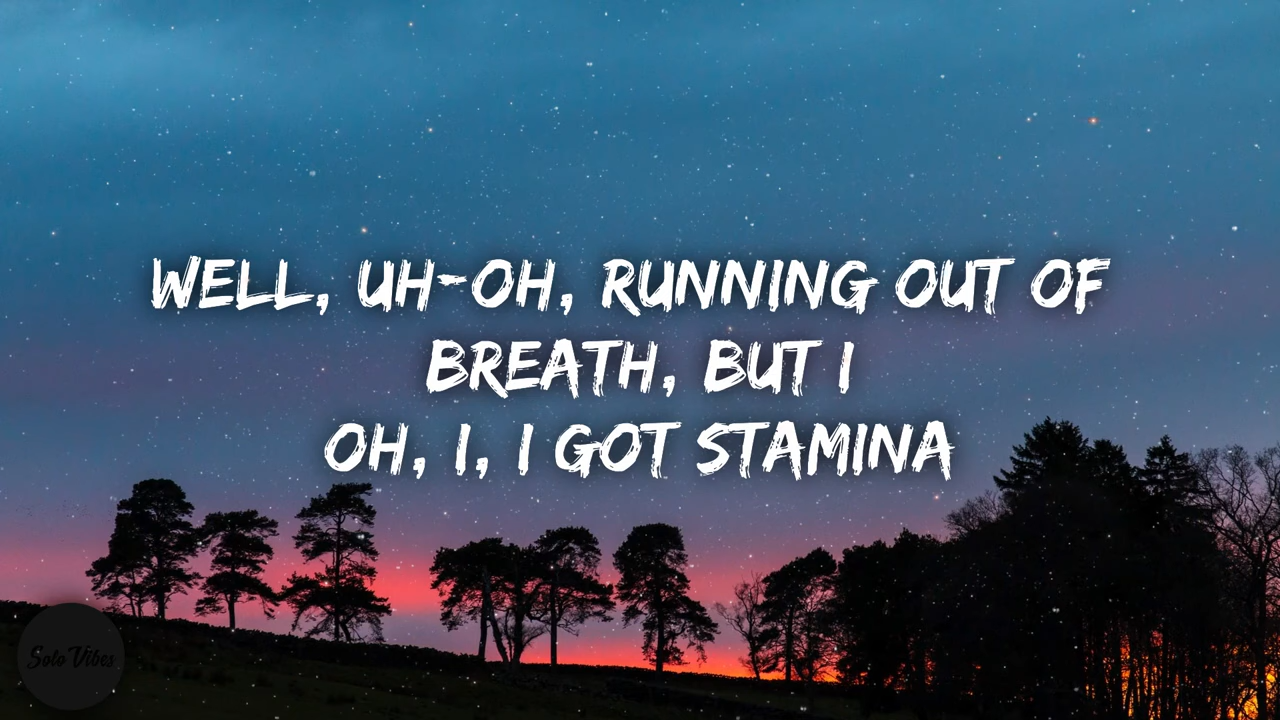 WELL, UH-OH, RUNNING OUT OF
BREATH, BUT I
OH, I, I GOT STAMINA
Solo Vibes